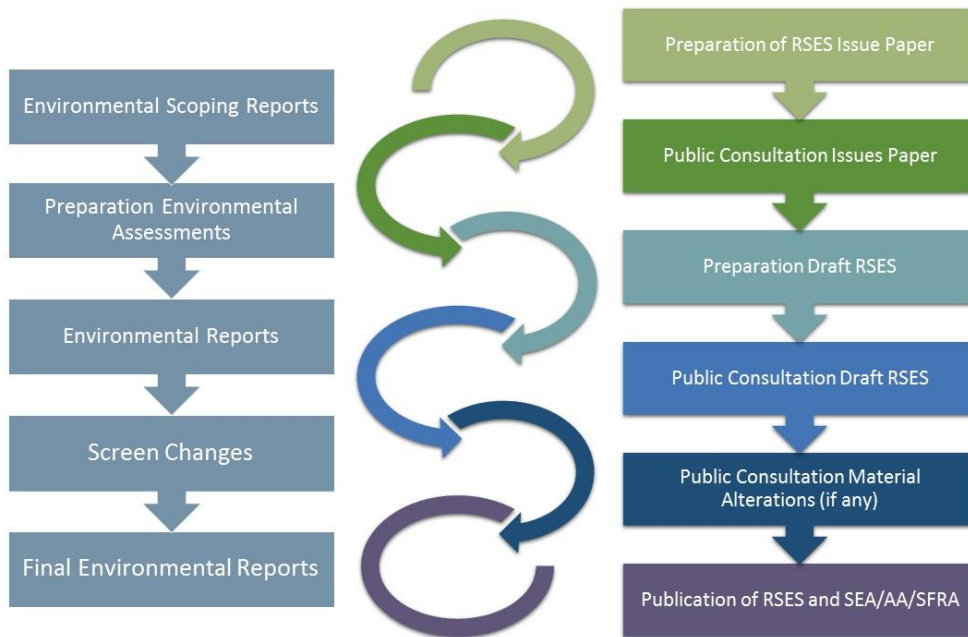 Environmental Scoping Reports
Preparation Environmental
Assessments
Environmental Reports
Screen Changes
Final Environmental Reports
Preparation of RSES Issue Paper
Public Consultation Issues Paper
Preparation Draft RSES
Public Consultation Draft RSES
Public Consultation Material
Alterations (if any)
Publication of RSES and SEA/AA/SFRA